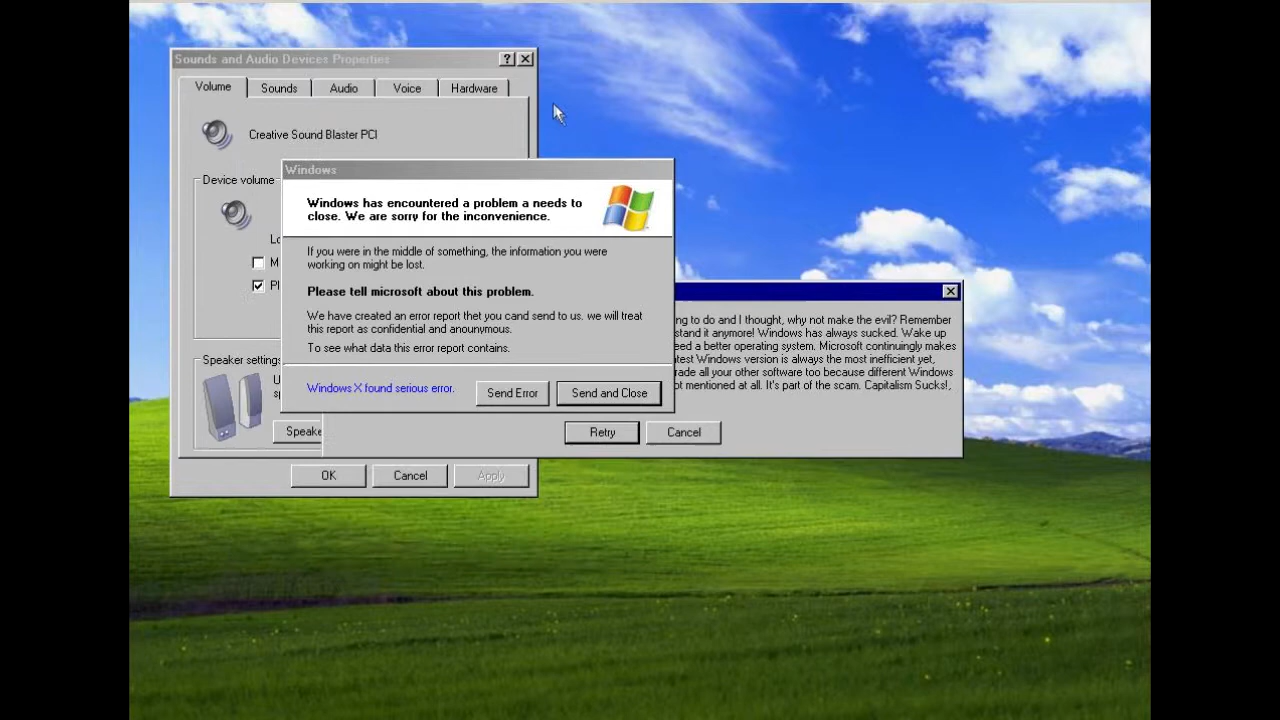 Sounds and Audio Devices Properties
Volume
Sounds
Audio
Voice
Hardware
Creative Sound Blaster PCI
Device volume
Lo
M
Pl
Speaker settings
U
sp
Speake
OK
Cancel
Apply
Windows
Windows has encountered a problem a needs to
close. We are sorry for the inconvenience.
If you were in the middle of something, the information you were
working on might be lost.
Please tell microsoft about this problem.
We have created an error report thet you cand send to us. we will treat
this report as confidential and anounymous.
To see what data this error report contains.
Windows X found serious error.
Send Error
Send and Close
ng to do and I thought, why not make the evil? Remember
stand it anymore! Windows has always sucked. Wake up
eed a better operating system. Microsoft continuingly makes
atest Windows version is always the most inefficient yet,
rade all your other software too because different Windows
ot mentioned at all. It's part of the scam. Capitalism Sucks!,
Retry
Cancel